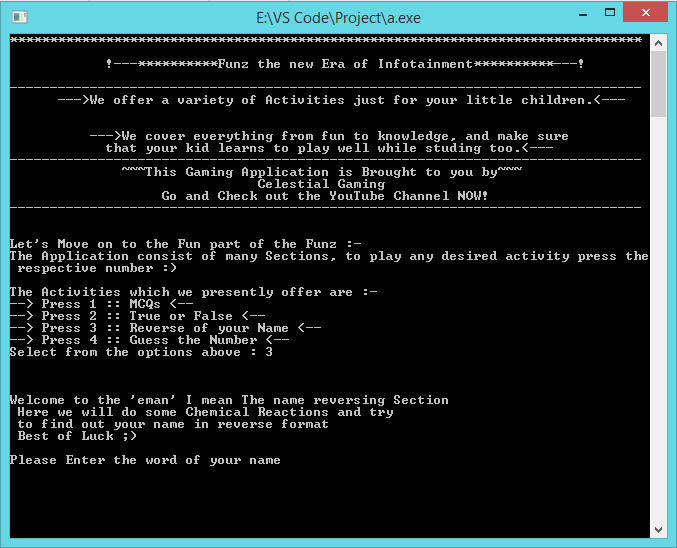 E:\VS Code\Project\a.exe
*******************************************************************************
!---**********Funz the new Era of Infotainment**********---!
-------------------------------------------------------------------------------
--->We offer a variety of Activities just for your little children.<---
--->We cover everything from fun to knowledge, and make sure
that your kid learns to play well while studing too.<---
-------------------------------------------------------------------------------
~~~This Gaming Application is Brought to you by~~~
Celestial Gaming
Go and Check out the YouTube Channel NOW!
-------------------------------------------------------------------------------
Let's Move on to the Fun part of the Funz :-
The Application consist of many Sections, to play any desired activity press the
respective number :)
The Activities which we presently offer are :-
--> Press 1 :: MCQs <--
--> Press 2 :: True or False <--
--> Press 3 :: Reverse of your Name <--
--> Press 4 :: Guess the Number <--
Select from the options above : 3
Welcome to the 'eman' I mean The name reversing Section
Here we will do some Chemical Reactions and try
to find out your name in reverse format
Best of Luck ;)
Please Enter the word of your name